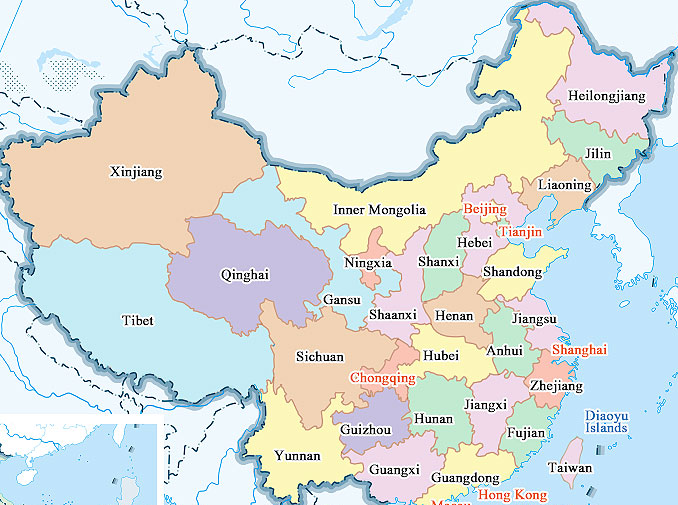 Heilongjiang
Jilin
Xinjiang
Liaoning
Inner Mongolia
Beijing
Tianjin
Hebei
Ningxia
Shanxi
Shandong
Qinghai
Gansu
Shaanxi
Henan
Jiangsu
Tibet
Sichuan
Hubei
Anhui
Shanghai
Chongqing
Zhejiang
Jiangxi
Hunan
Guizhou
Diaoyu
Islands
Fujian
Yunnan
Guangxi
Guangdong
Taiwan
Hong Kong